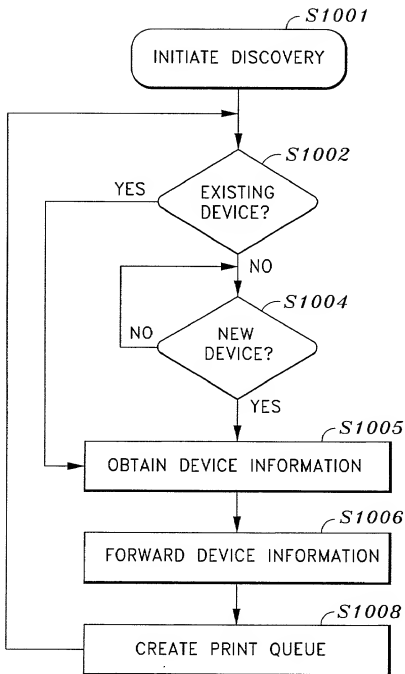 S1001
INITIATE DISCOVERY
S1002
YES
EXISTING
DEVICE?
NO
S1004
NO
NEW
DEVICE?
YES
S1005
OBTAIN DEVICE INFORMATION
S1006
FORWARD DEVICE INFORMATION
S1008
CREATE PRINT QUEUE